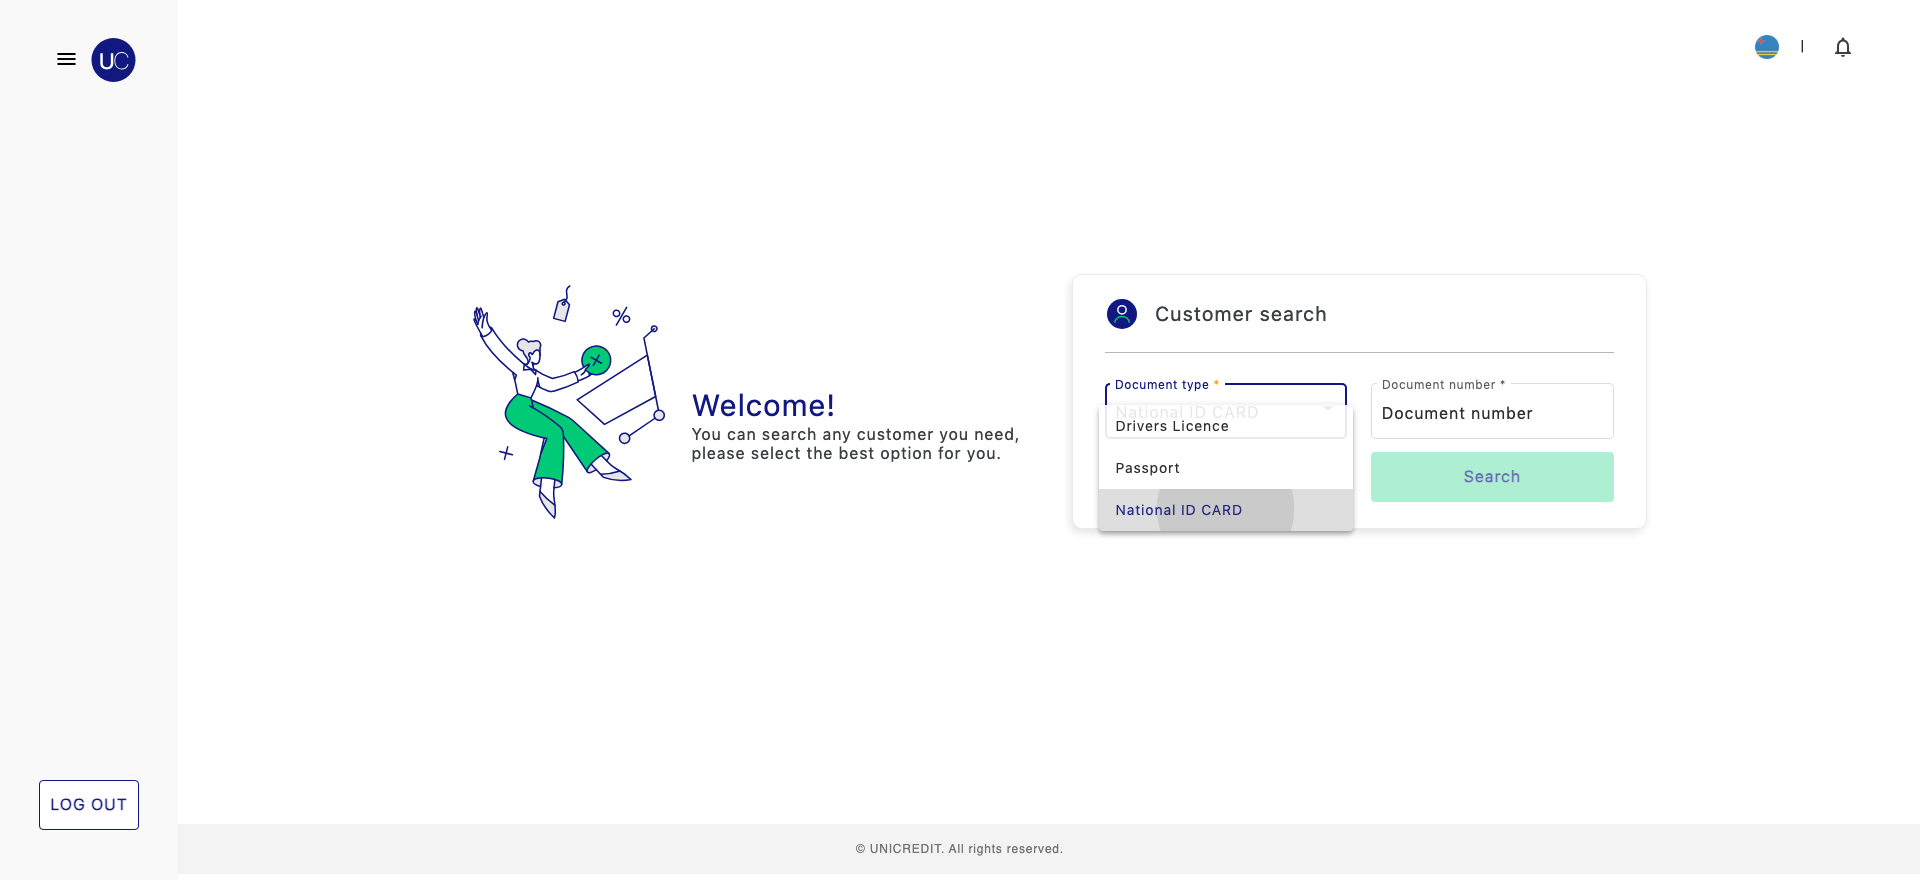 UC
Customer search
Document type *
National ID CARD
Drivers Licence
Passport
National ID CARD
Document number *
Document number
Search
Welcome!
You can search any customer you need,
please select the best option for you.
LOG OUT
© UNICREDIT. All rights reserved.